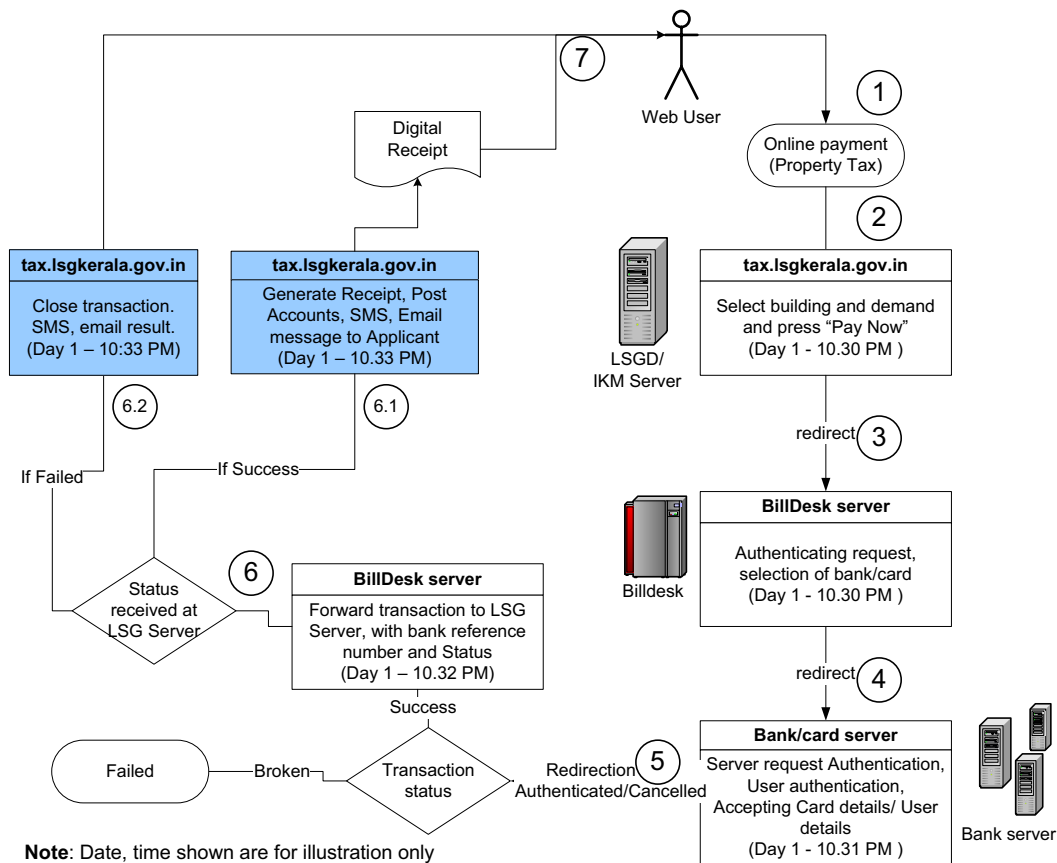 7
Web User
1
Digital
Receipt
Online payment
(Property Tax)
2
tax.lsgkerala.gov.in
Close transaction.
SMS, email result.
(Day 1 – 10:33 PM)
tax.lsgkerala.gov.in
Generate Receipt, Post
Accounts, SMS, Email
message to Applicant
(Day 1 – 10.33 PM)
LSGD/
IKM Server
tax.lsgkerala.gov.in
Select building and demand
and press “Pay Now”
(Day 1 - 10.30 PM )
6.2
6.1
redirect
3
If Failed
If Success
Billdesk
BillDesk server
Authenticating request,
selection of bank/card
(Day 1 - 10.30 PM )
6
Status
received at
LSG Server
BillDesk server
Forward transaction to LSG
Server, with bank reference
number and Status
(Day 1 – 10.32 PM)
redirect
4
Success
Failed
Broken
Transaction
status
5
Redirection
Authenticated/Cancelled
Bank/card server
Server request Authentication,
User authentication,
Accepting Card details/ User
details
(Day 1 - 10.31 PM )
Bank server
Note: Date, time shown are for illustration only